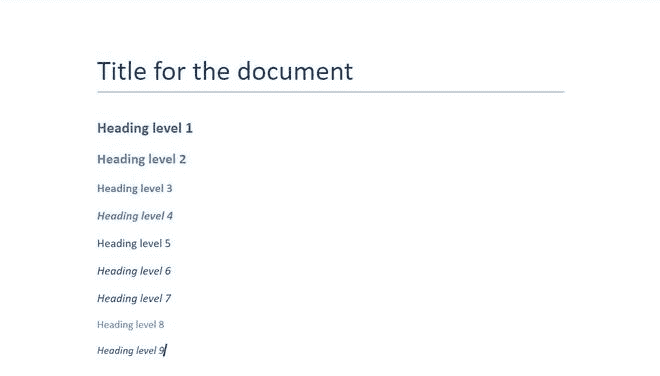 Title for the document
Heading level 1
Heading level 2
Heading level 3
Heading level 4
Heading level 5
Heading level 6
Heading level 7
Heading level 8
Heading level 9